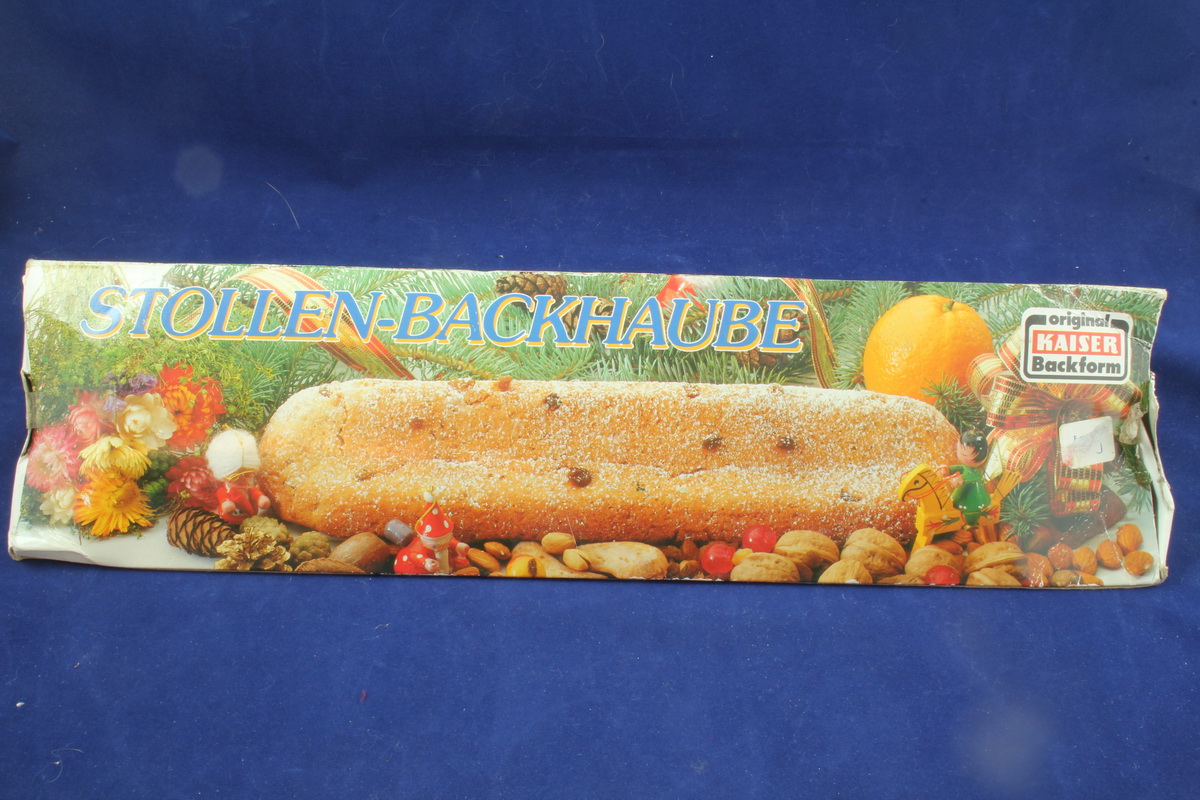 STOLLEN-BACKHAUBE
original
KAISER
Backform